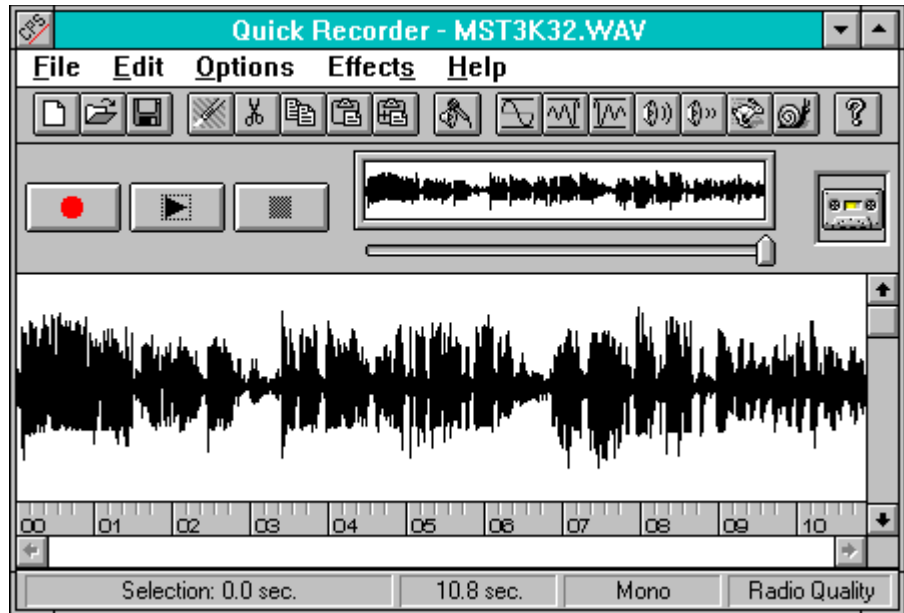 CPS
Quick Recorder - MST3K32.WAV
File Edit Options Effects Help
?
00 01 02 03 04 05 06 07 08 09 10
Selection: 0.0 sec. 10.8 sec. Mono Radio Quality